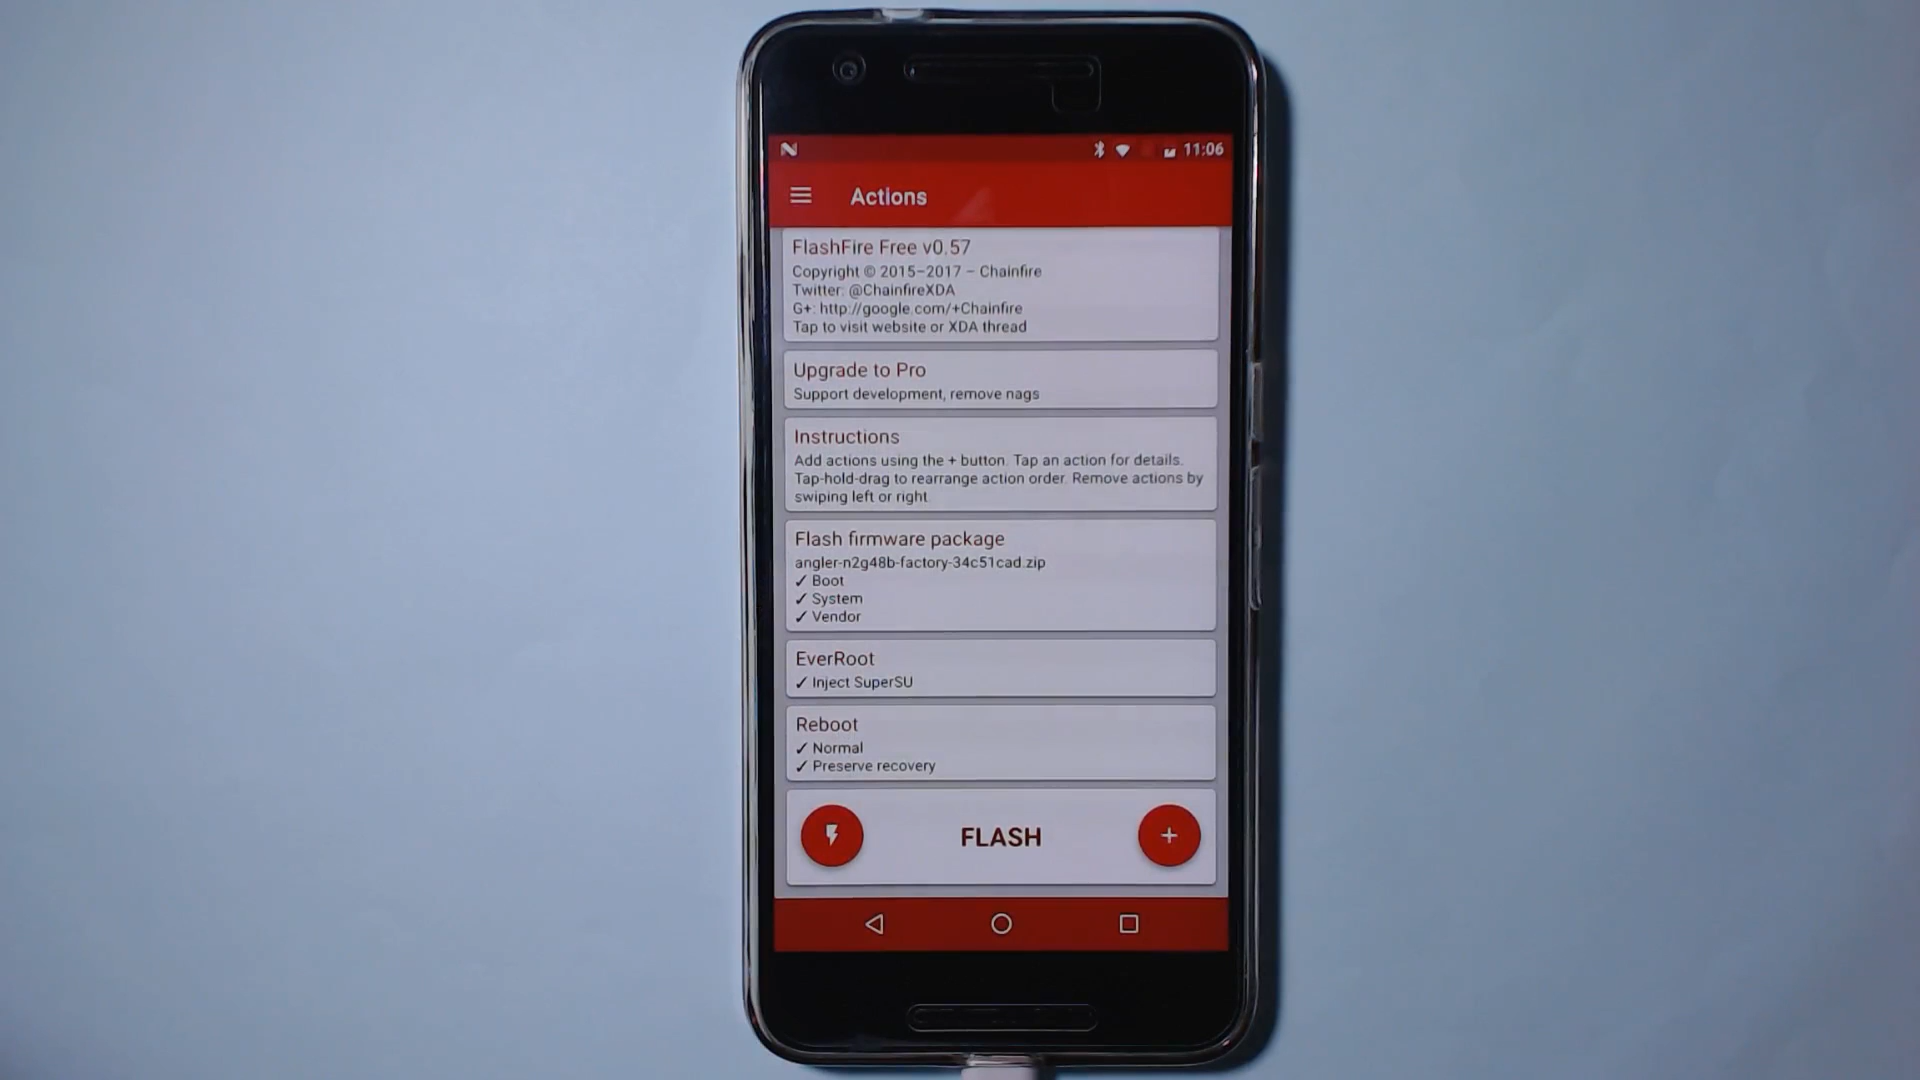 11:06
Actions
FlashFire Free v0.57
Copyright © 2015–2017 – Chainfire
Twitter: @ChainfireXDA
G+: http://google.com/+Chainfire
Tap to visit website or XDA thread
Upgrade to Pro
Support development, remove nags
Instructions
Add actions using the + button. Tap an action for details.
Tap-hold-drag to rearrange action order. Remove actions by
swiping left or right.
Flash firmware package
angler-n2g48b-factory-34c51cad.zip
✓ Boot
✓ System
✓ Vendor
EverRoot
✓ Inject SuperSU
Reboot
✓ Normal
✓ Preserve recovery
FLASH